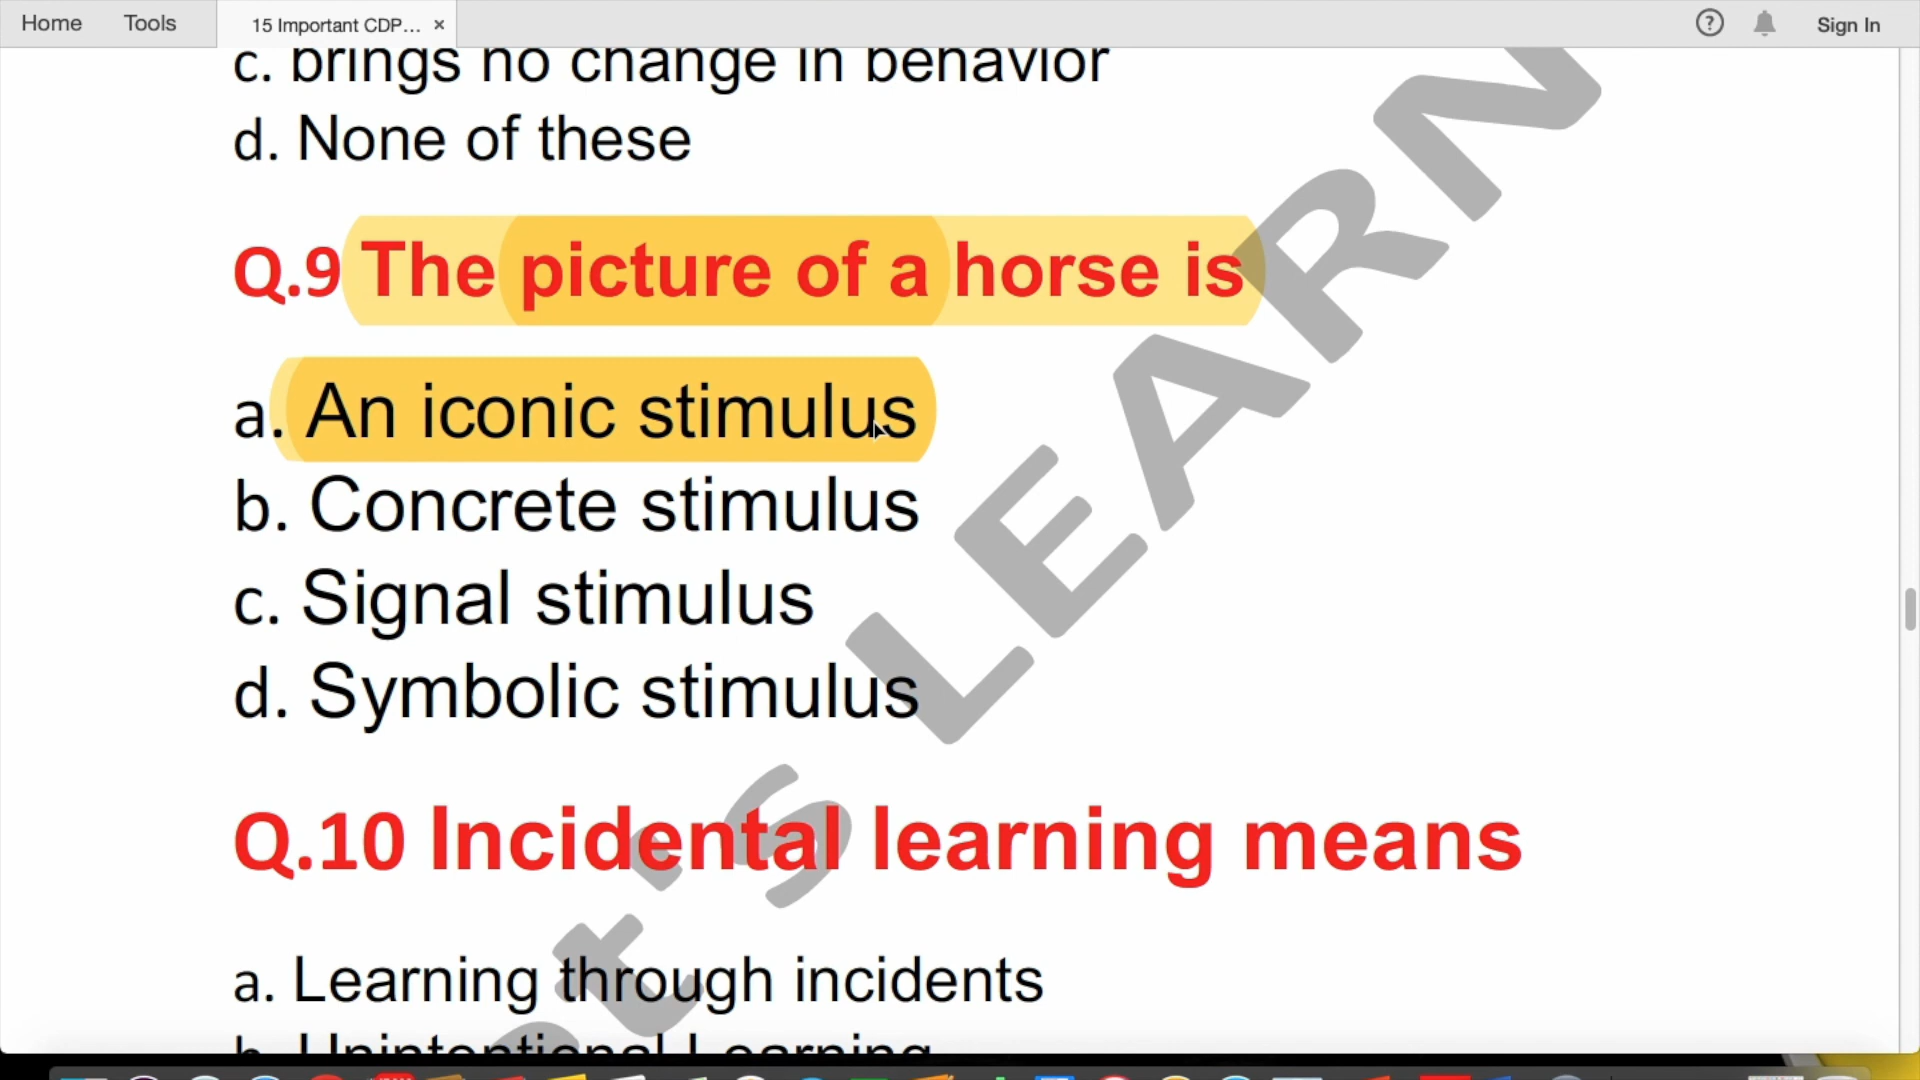 Home Tools 15 Important CDP... × ? Sign In
c. brings no change in behavior
d. None of these
Q.9 The picture of a horse is
a. An iconic stimulus
b. Concrete stimulus
c. Signal stimulus
d. Symbolic stimulus
Q.10 Incidental learning means
a. Learning through incidents
b. Unintentional Learning
t's LEARN